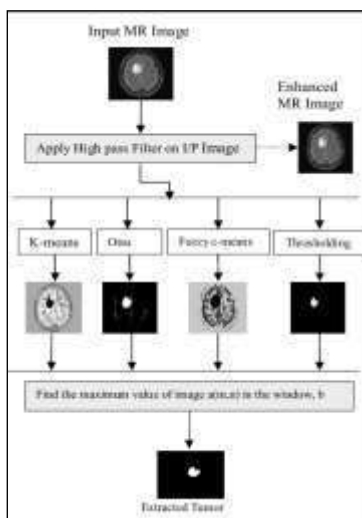 Input MR Image
Enhanced
MR Image
Apply High pass Filter on I/P Image
K-means Otsu Fuzzy c-means Thresholding
Find the maximum value of image a(m,n) in the window, b
Extracted Tumor